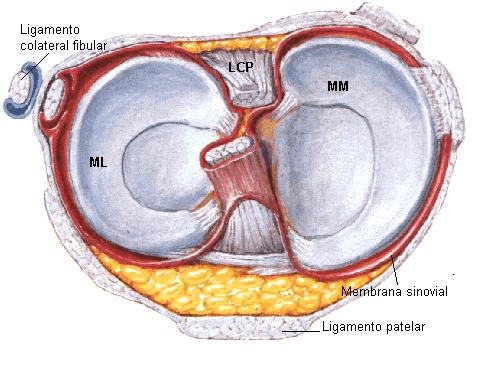 Ligamento
colateral fibular
LCP
MM
ML
Membrana sinovial
Ligamento patelar